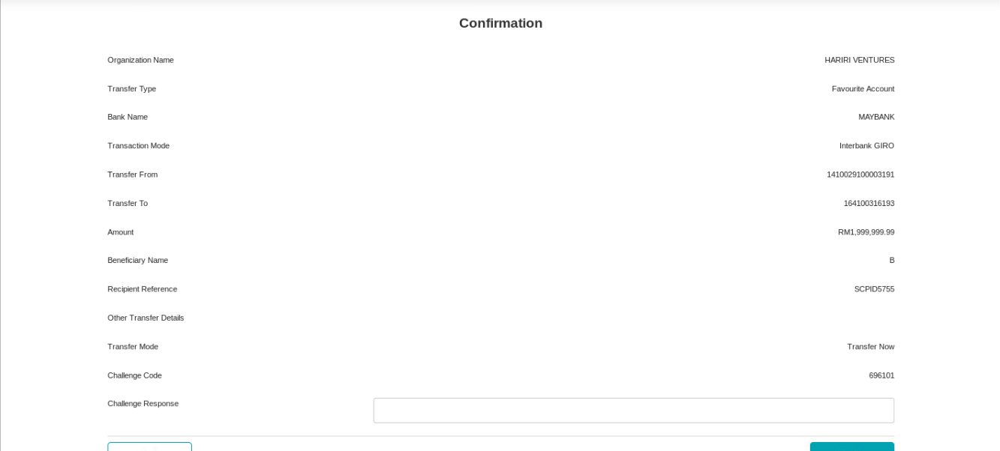 Confirmation
Organization Name HARIRI VENTURES
Transfer Type Favourite Account
Bank Name MAYBANK
Transaction Mode Interbank GIRO
Transfer From 1410029100003191
Transfer To 164100316193
Amount RM1,999,999.99
Beneficiary Name B
Recipient Reference SCPID5755
Other Transfer Details
Transfer Mode Transfer Now
Challenge Code 696101
Challenge Response